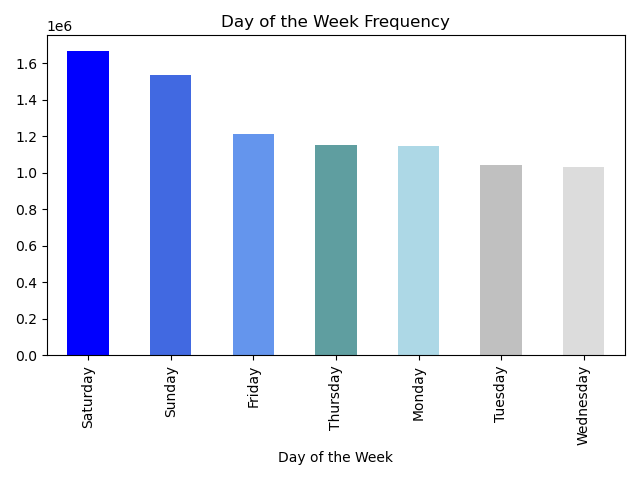 Day of the Week Frequency
1e6
1.6
1.4
1.2
1.0
0.8
0.6
0.4
0.2
0.0
Saturday
Sunday
Friday
Thursday
Monday
Tuesday
Wednesday
Day of the Week